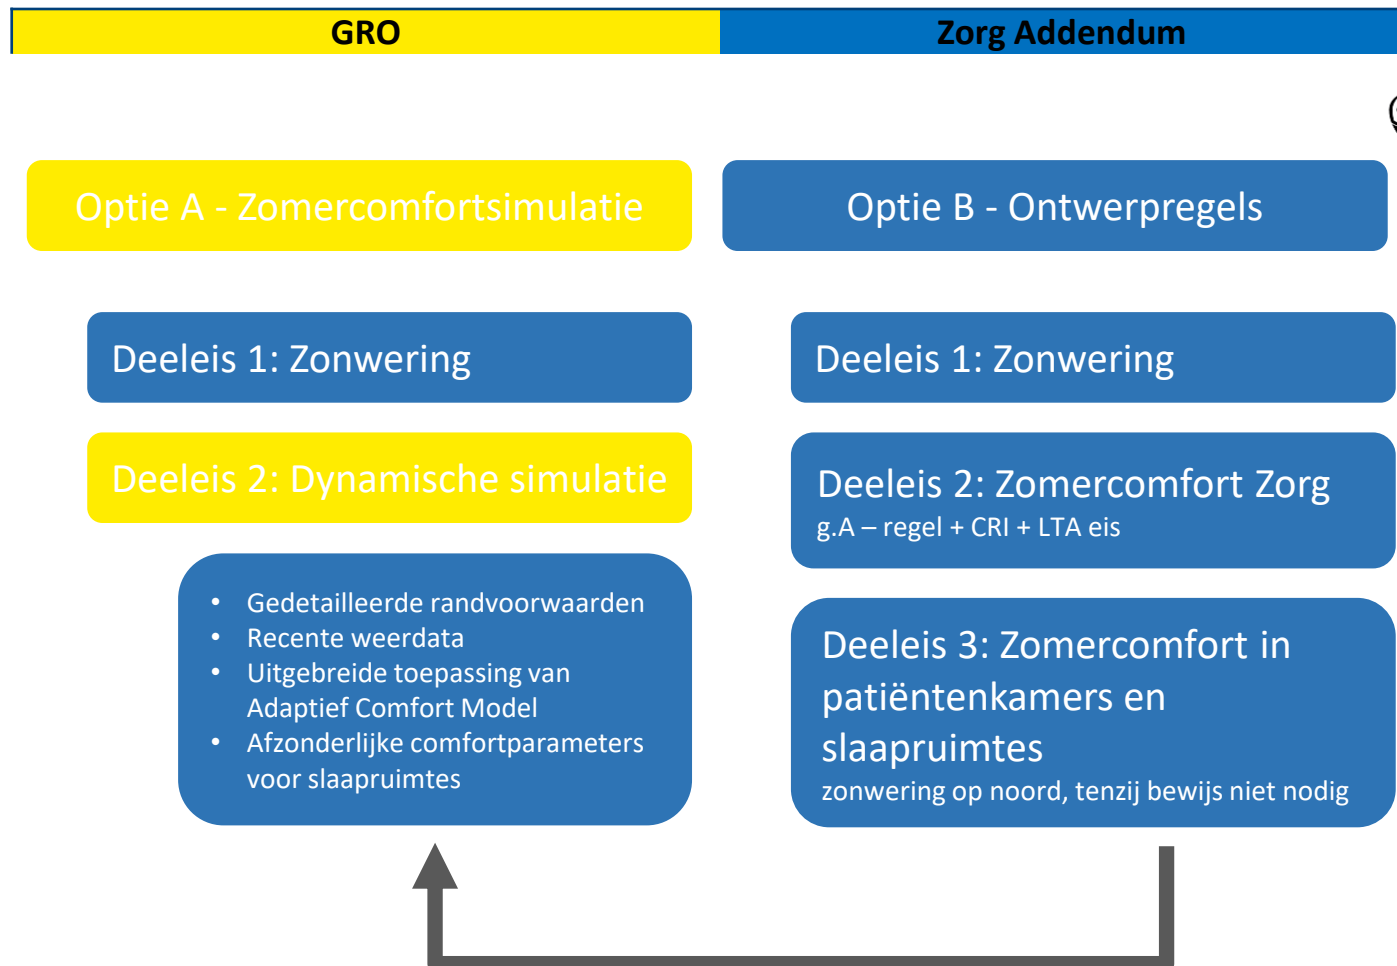 GRO
Zorg Addendum
Optie A - Zomercomfortsimulatie
Optie B - Ontwerpregels
Deeleis 1: Zonwering
Deeleis 2: Dynamische simulatie
• Gedetailleerde randvoorwaarden
• Recente weerdata
• Uitgebreide toepassing van
Adaptief Comfort Model
• Afzonderlijke comfortparameters
voor slaapruimtes
Deeleis 1: Zonwering
Deeleis 2: Zomercomfort Zorg
g.A – regel + CRI + LTA eis
Deeleis 3: Zomercomfort in
patiëntenkamers en
slaapruimtes
zonwering op noord, tenzij bewijs niet nodig